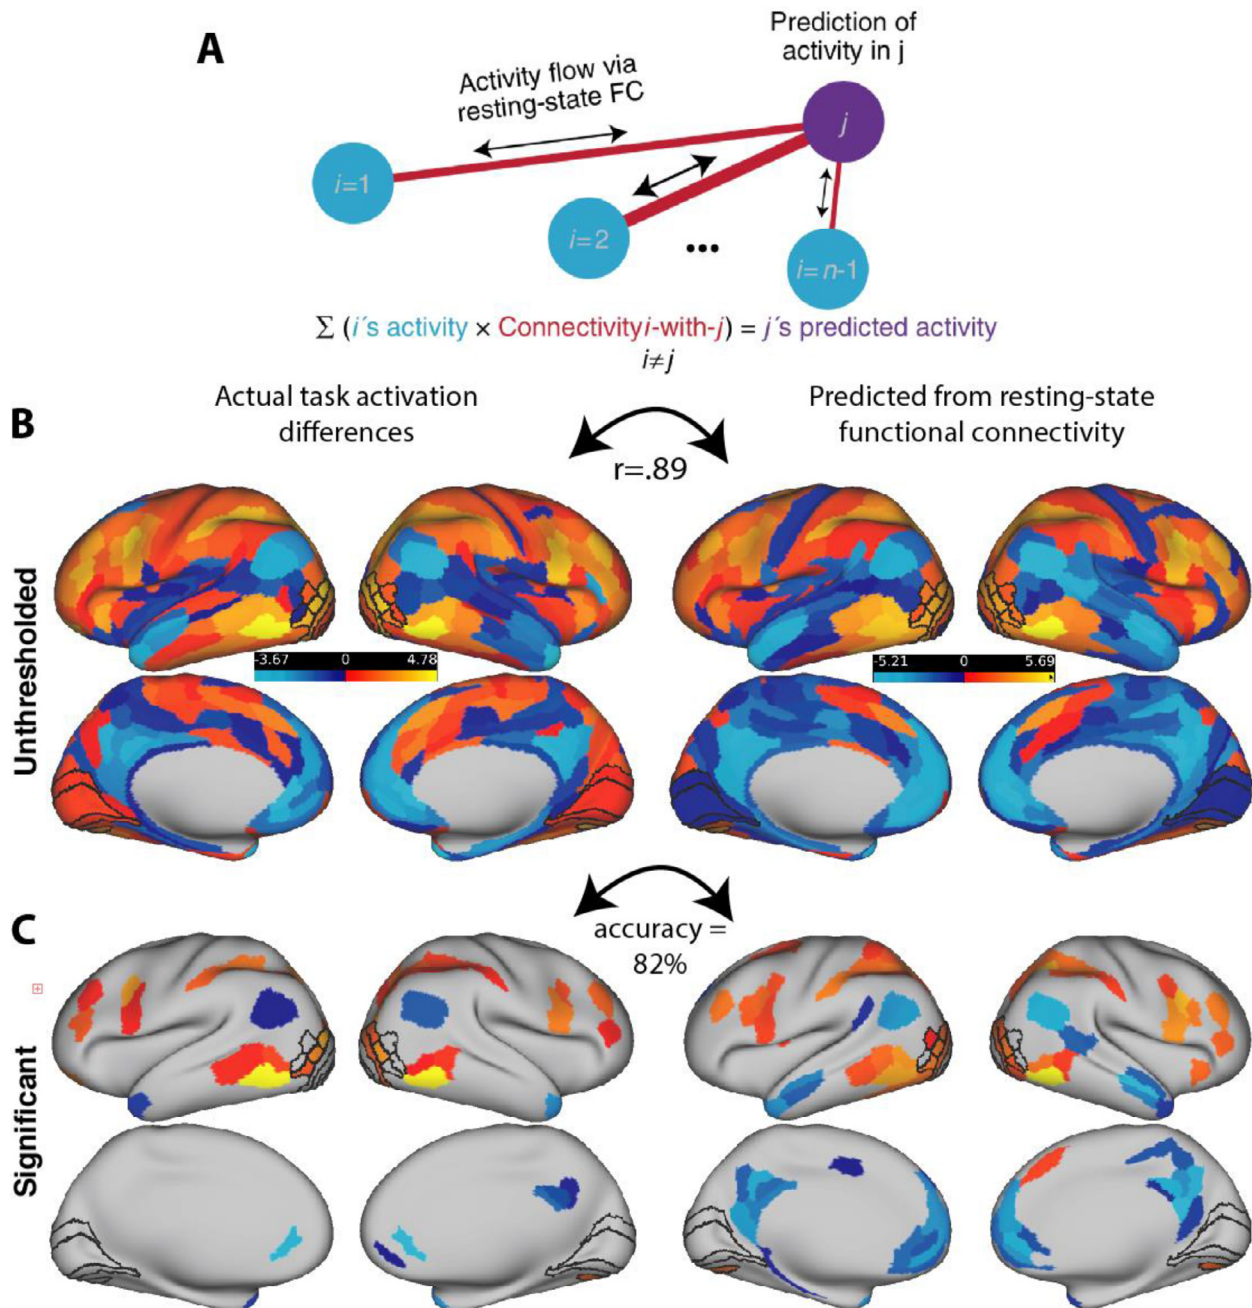 A
Prediction of
activity in j
Activity flow via
resting-state FC
j
i=1
i=2
...
i=n-1
Σ (i´s activity × Connectivity i-with-j) = j´s predicted activity
i≠j
B
Actual task activation
differences
Predicted from resting-state
functional connectivity
r=.89
Unthresholded
-3.67 0 4.78
-5.21 0 5.69
C
accuracy =
82%
Significant